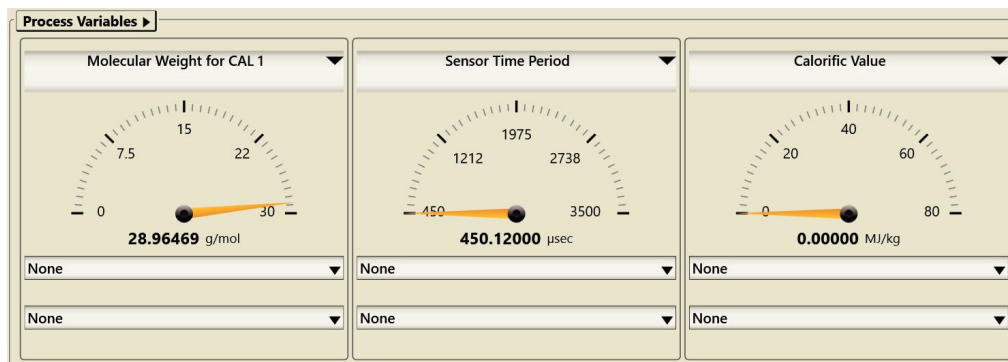 Process Variables
Molecular Weight for CAL 1
15
7.5
22
0
30
28.96469 g/mol
None
None
Sensor Time Period
1975
1212
2738
450
3500
450.12000 µsec
None
None
Calorific Value
40
20
60
0
80
0.00000 MJ/kg
None
None